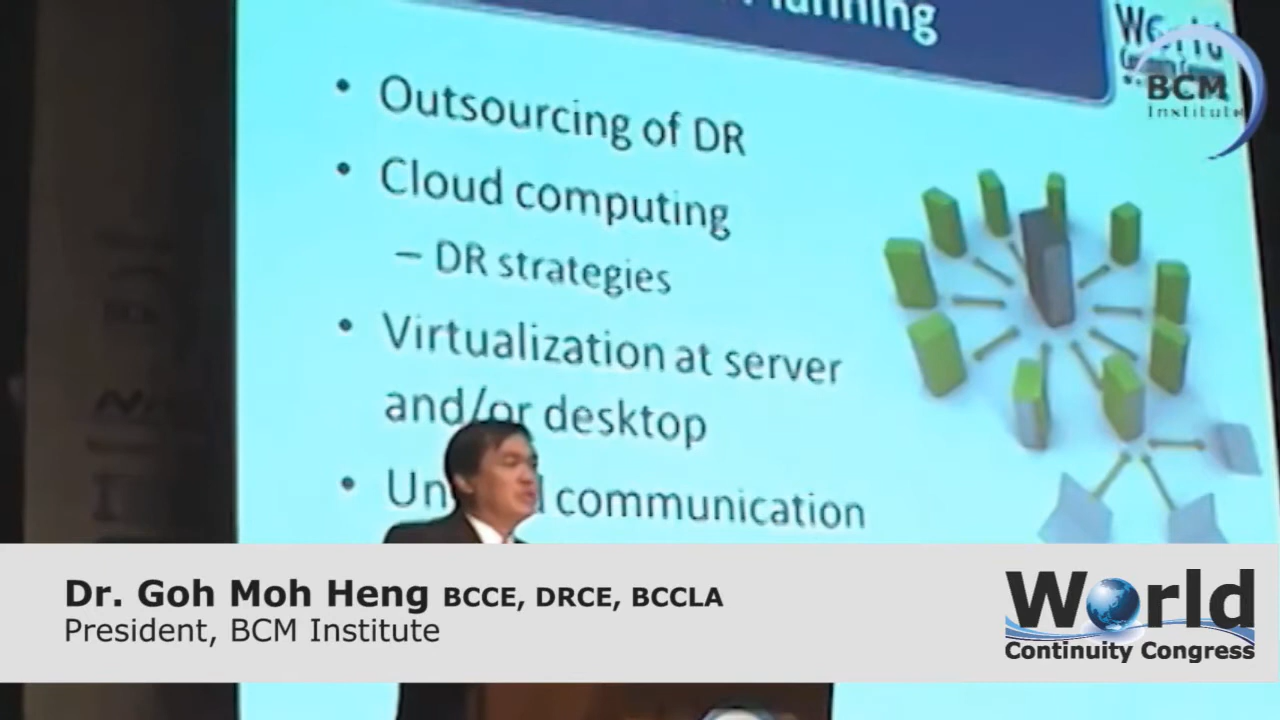 Planning
World
BCM
Institute
• Outsourcing of DR
• Cloud computing
– DR strategies
• Virtualization at server
and/or desktop
• communication
Dr. Goh Moh Heng BCCE, DRCE, BCCLA
President, BCM Institute
World
Continuity Congress